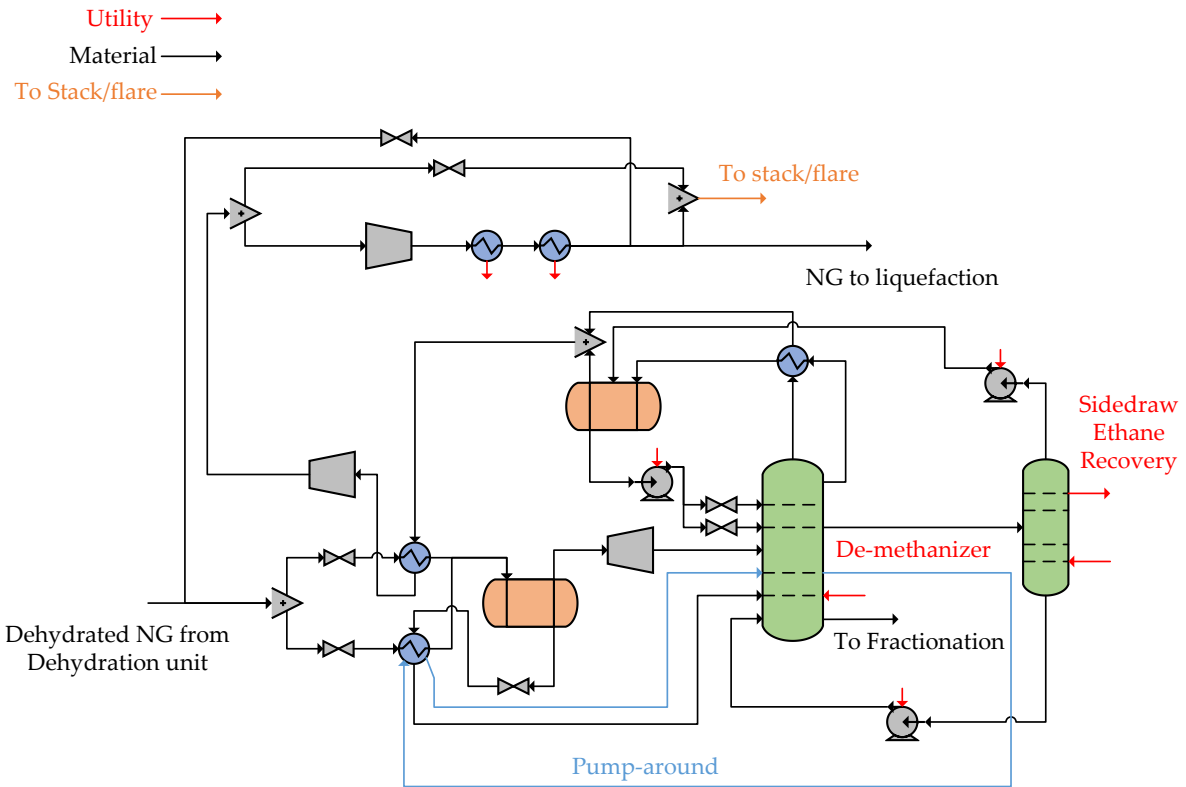 Utility
Material
To Stack/flare
To stack/flare
+
+
NG to liquefaction
+
Sidedraw
Ethane
Recovery
De-methanizer
+
Dehydrated NG from
Dehydration unit
To Fractionation
Pump-around